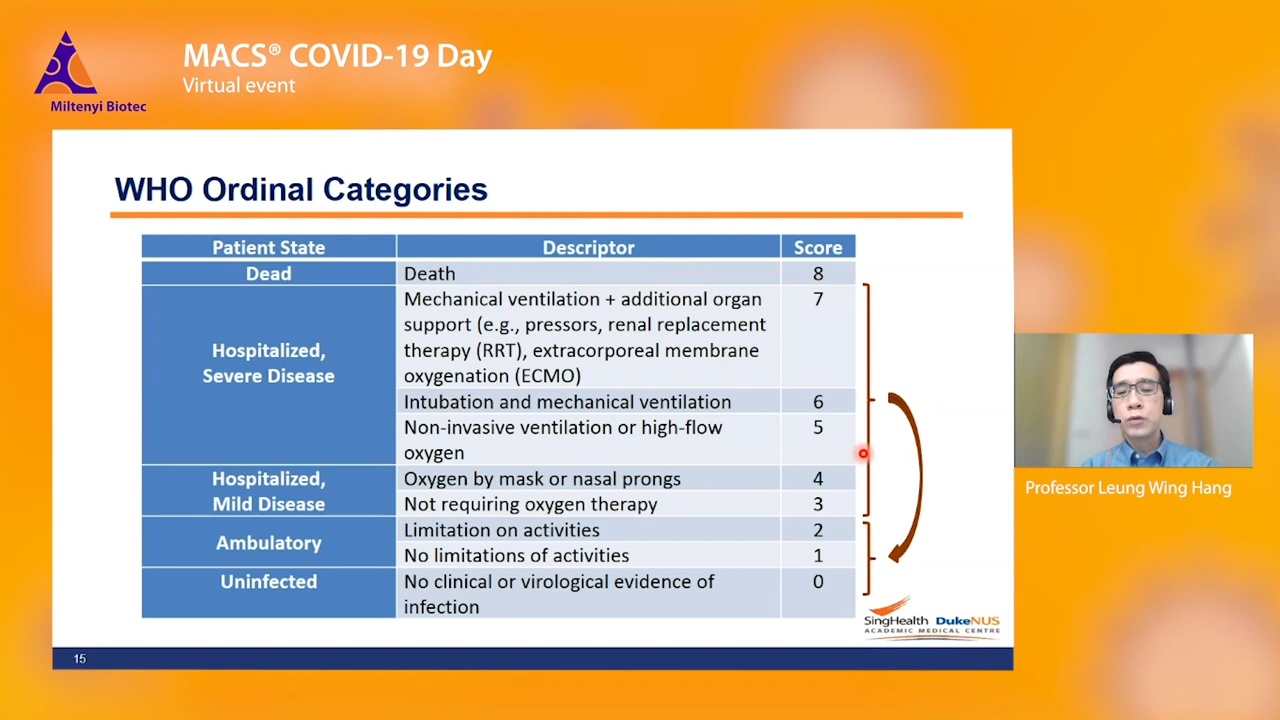 MACS® COVID-19 Day
Virtual event
Miltenyi Biotec
WHO Ordinal Categories
Patient State Descriptor Score
Dead Death 8
Hospitalized,
Severe Disease
Mechanical ventilation + additional organ 7
support (e.g., pressors, renal replacement
therapy (RRT), extracorporeal membrane
oxygenation (ECMO)
Intubation and mechanical ventilation 6
Non-invasive ventilation or high-flow 5
oxygen
Hospitalized,
Mild Disease
Oxygen by mask or nasal prongs 4
Not requiring oxygen therapy 3
Ambulatory
Limitation on activities 2
No limitations of activities 1
Uninfected
No clinical or virological evidence of 0
infection
SingHealth DukeNUS
ACADEMIC MEDICAL CENTRE
15
Professor Leung Wing Hang